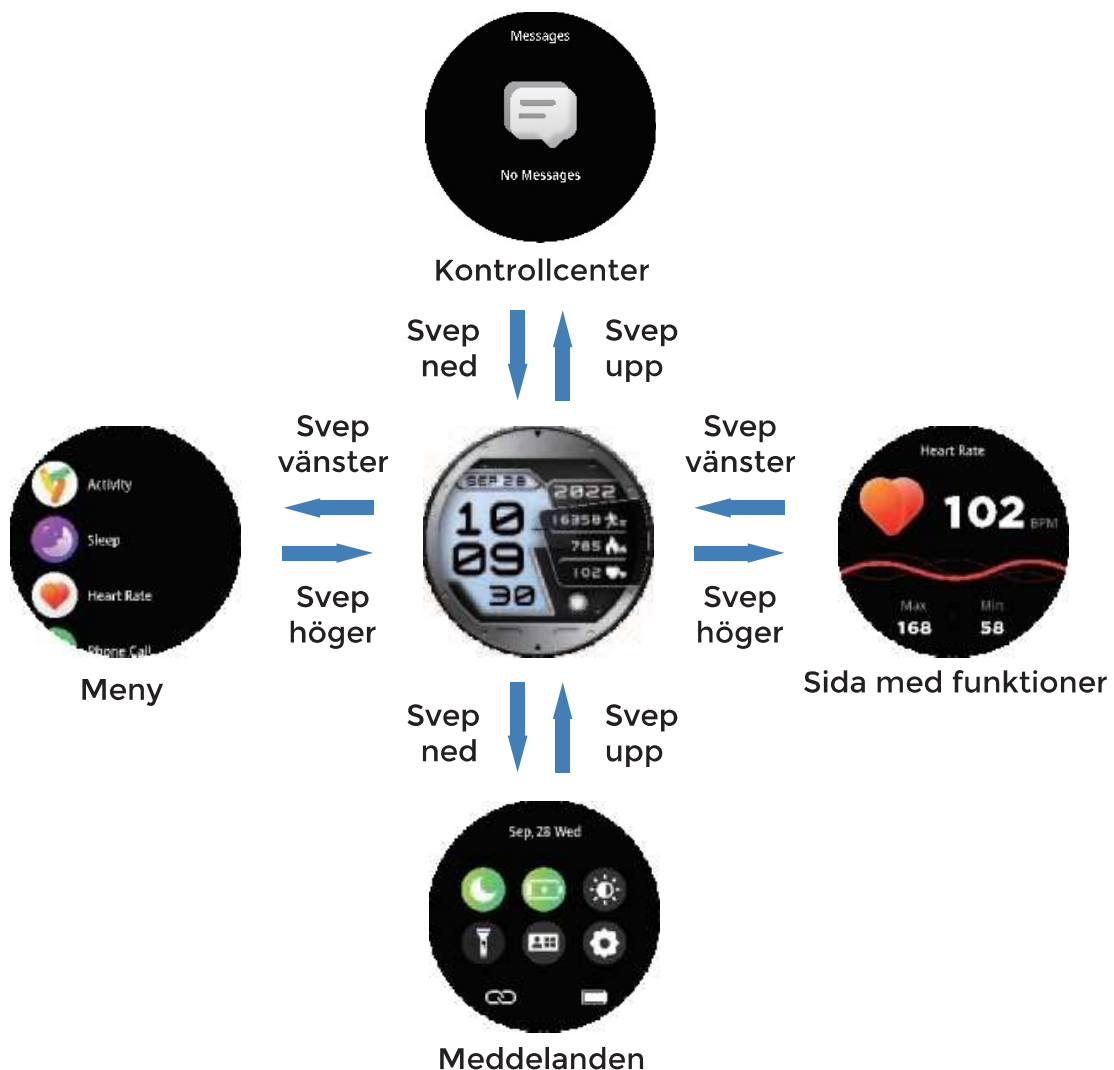 Messages
No Messages
Kontrollcenter
Svep
ned
Svep
upp
Svep
vänster
Svep
vänster
Activity
Sleep
Heart Rate
Phone Call
SEP 28
2022
10
16358
09
785
102
30
Heart Rate
102 BPM
Max
Min
168
58
Svep
höger
Svep
höger
Meny
Sida med funktioner
Svep
ned
Svep
upp
Sep, 28 Wed
Meddelanden